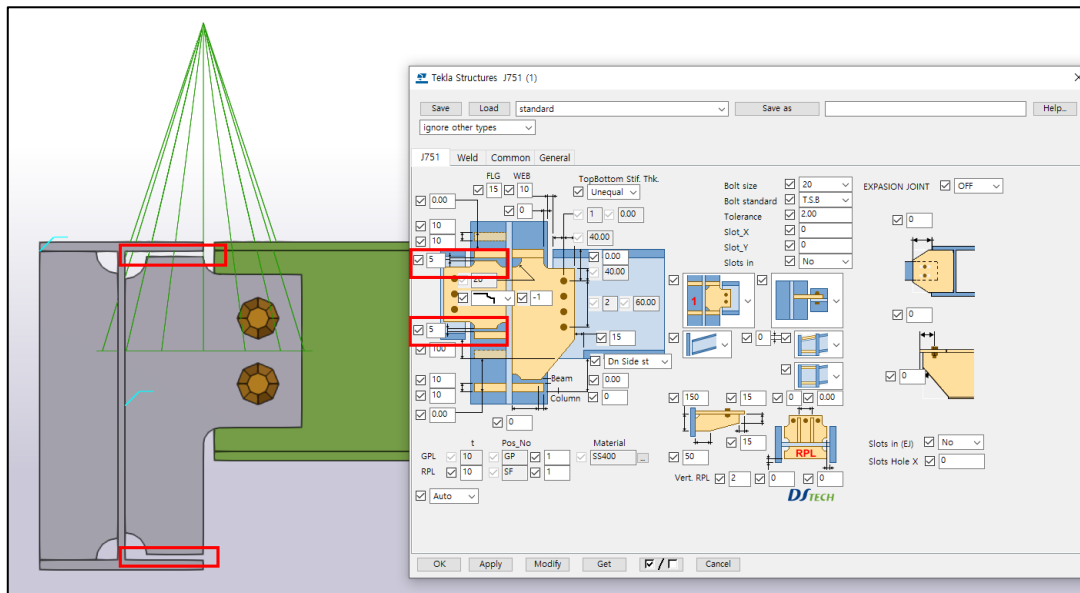 Tekla Structures J751 (1)
Save Load standard Save as Help...
ignore other types
J751 Weld Common General
FLG WEB TopBottom Stif. Thk.
0.00 15 10 Unequal
0 1 0.00
10
10 40.00
5 0.00
20 40.00
-1 2 60.00
5 15
100 Dn Side st
10 Beam 0.00
10 Column 0
0.00 0
Bolt size 20
Bolt standard T.S.B
Tolerance 2.00
Slot_X 0
Slot_Y 0
Slots in No
1
0
150 15 0 0.00
15
50 RPL
Vert. RPL 2 0 0
DSTECH
EXPASION JOINT OFF
0
0
0
Slots in (EJ) No
Slots Hole X 0
t Pos_No Material
GPL 10 GP 1 SS400 ...
RPL 10 SF 1
Auto
OK Apply Modify Get / Cancel